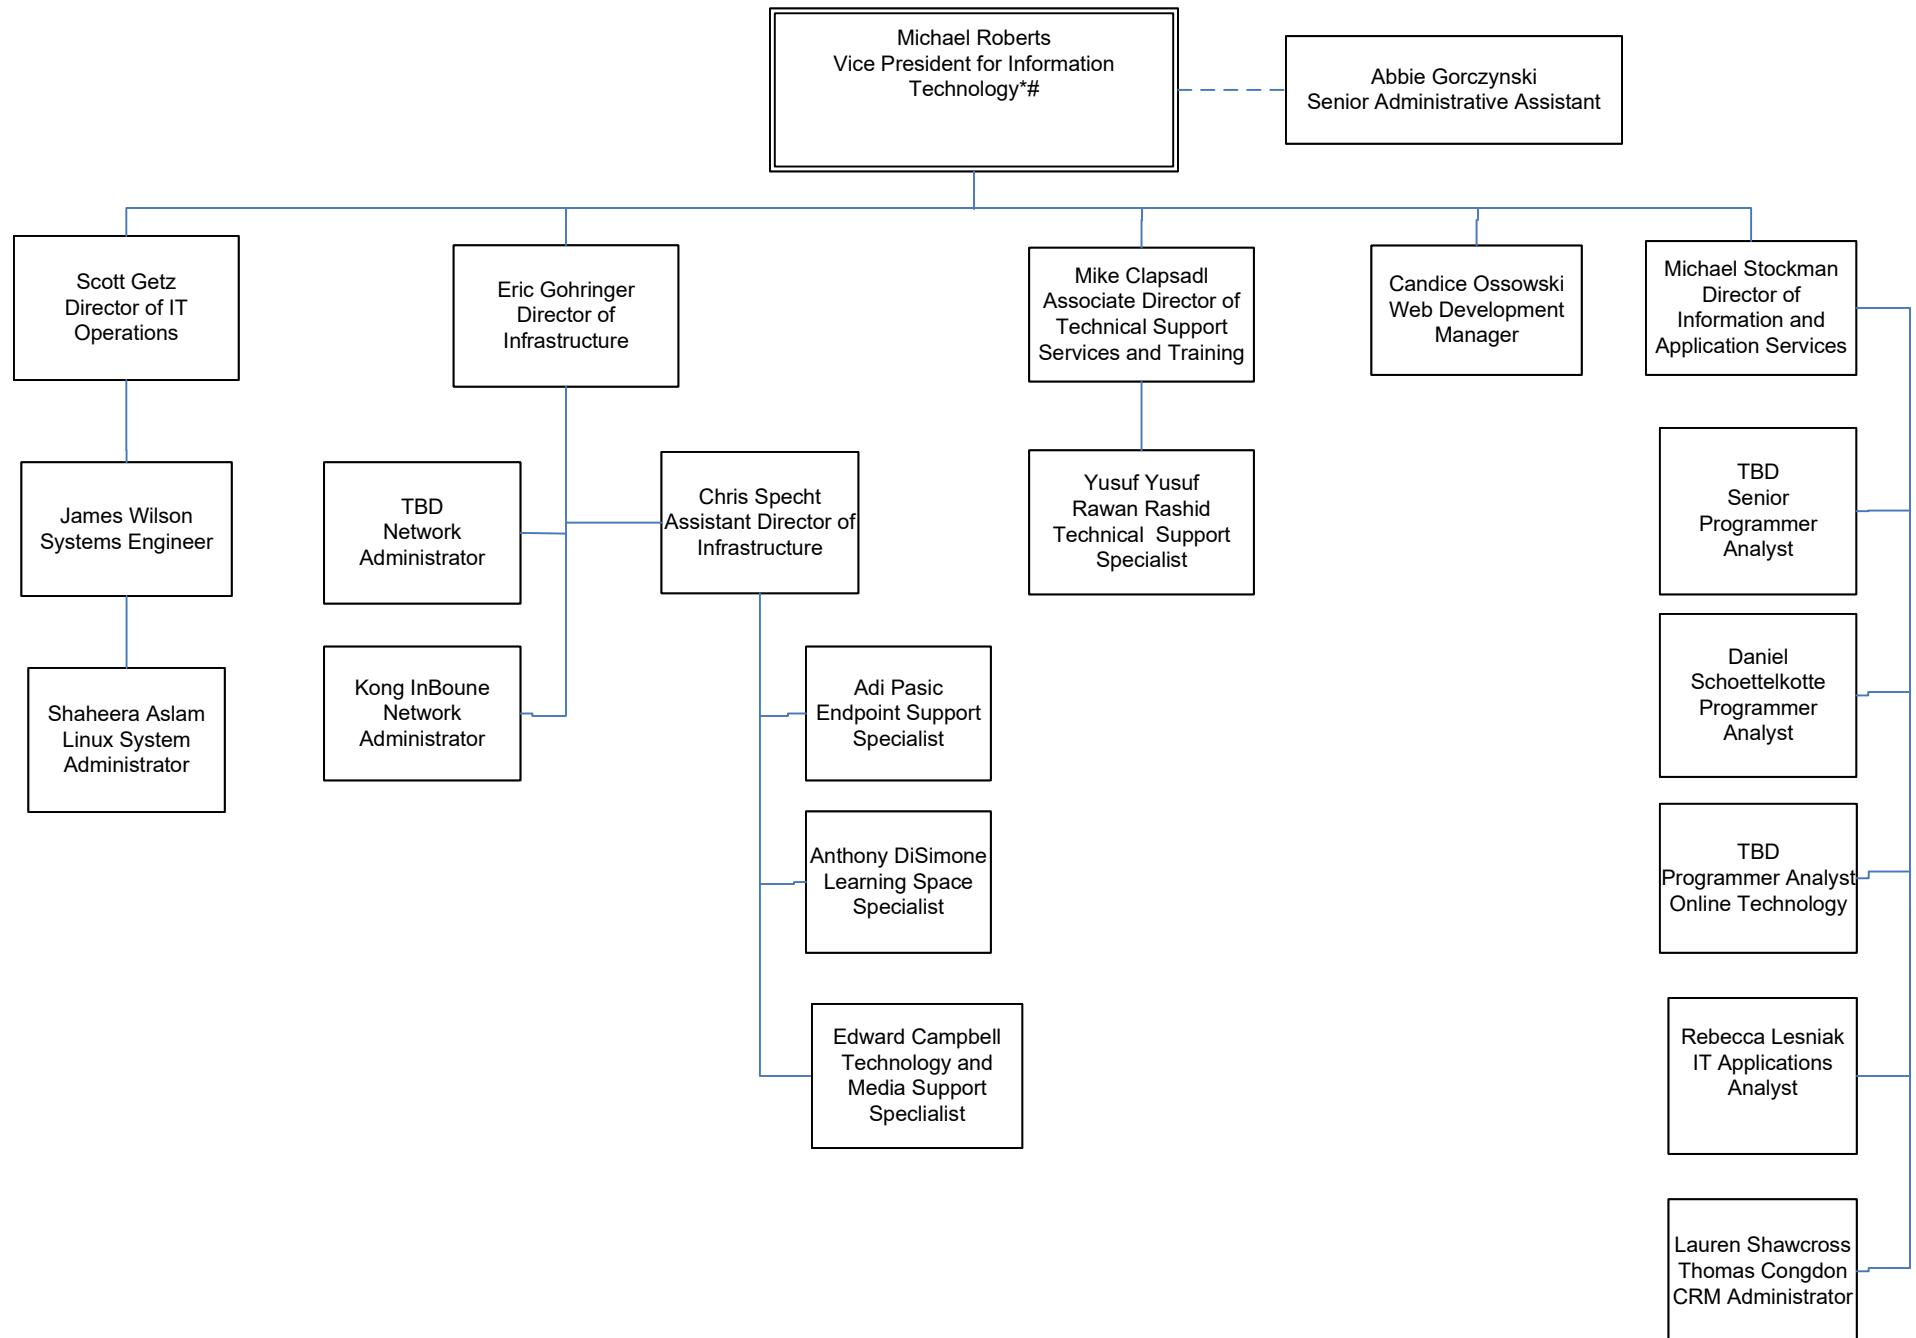 Michael Roberts
Vice President for Information
Technology*#
Abbie Gorczynski
Senior Administrative Assistant
Scott Getz
Director of IT
Operations
Eric Gohringer
Director of
Infrastructure
Mike Clapsadl
Associate Director of
Technical Support
Services and Training
Candice Ossowski
Web Development
Manager
Michael Stockman
Director of
Information and
Application Services
James Wilson
Systems Engineer
TBD
Network
Administrator
Chris Specht
Assistant Director of
Infrastructure
Yusuf Yusuf
Rawan Rashid
Technical  Support
Specialist
TBD
Senior
Programmer
Analyst
Shaheera Aslam
Linux System
Administrator
Kong InBoune
Network
Administrator
Adi Pasic
Endpoint Support
Specialist
Daniel
Schoettelkotte
Programmer
Analyst
Anthony DiSimone
Learning Space
Specialist
TBD
Programmer Analyst
Online Technology
Edward Campbell
Technology and
Media Support
Speclialist
Rebecca Lesniak
IT Applications
Analyst
Lauren Shawcross
Thomas Congdon
CRM Administrator